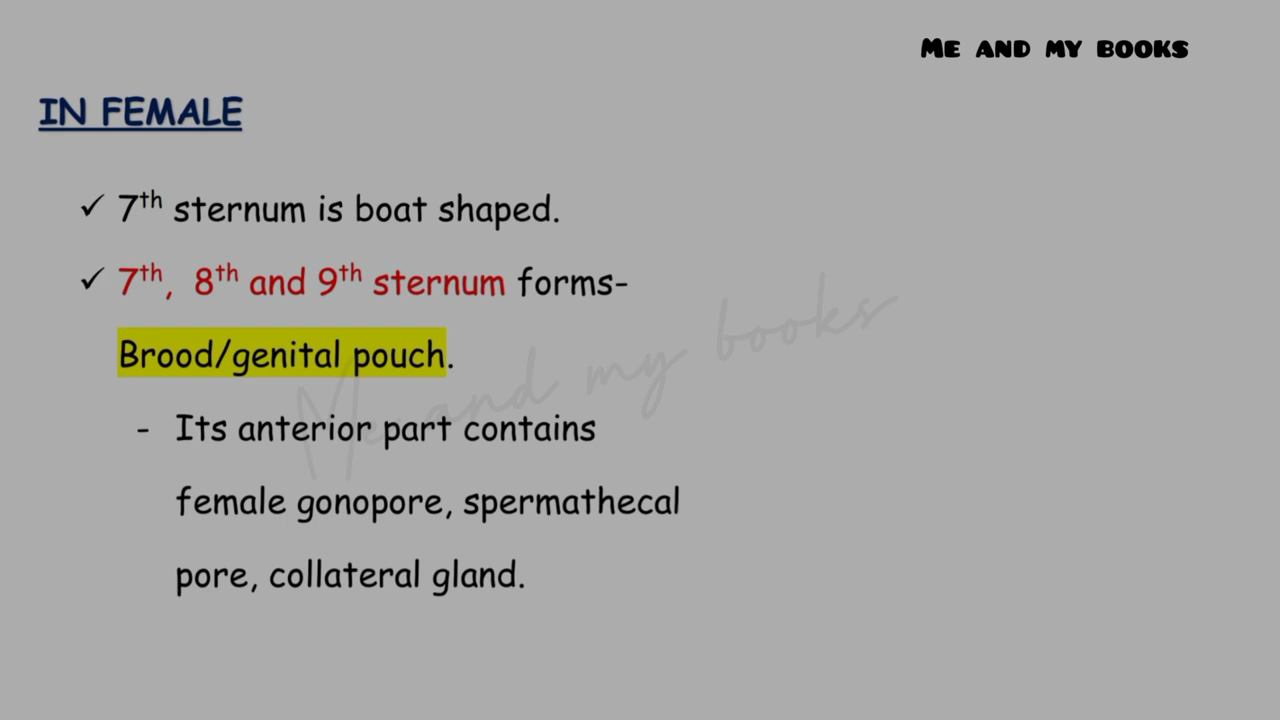 Me and my books
IN FEMALE
✓ 7th sternum is boat shaped.
✓ 7th, 8th and 9th sternum forms-
Brood/genital pouch.
- Its anterior part contains
female gonopore, spermathecal
pore, collateral gland.
Me and my books